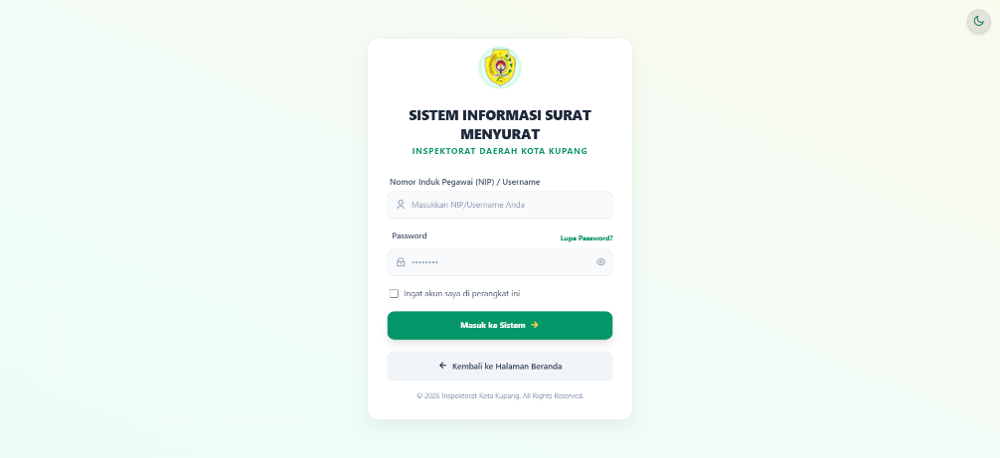 SISTEM INFORMASI SURAT
MENYURAT
INSPEKTORAT DAERAH KOTA KUPANG
Nomor Induk Pegawai (NIP) / Username
Masukkan NIP/Username Anda
Password
Lupa Password?
••••••••
Ingat akun saya di perangkat ini
Masuk ke Sistem →
← Kembali ke Halaman Beranda
© 2026 Inspektorat Kota Kupang. All Rights Reserved.